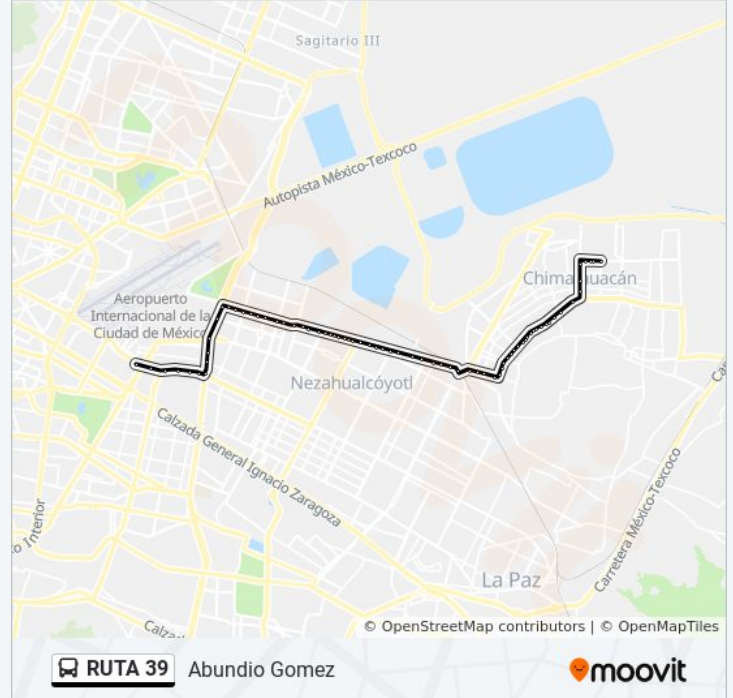 Sagitario III
Autopista México-Texcoco
Chimalhuacán
Aeropuerto
Internacional de la
Ciudad de México
Nezahualcóyotl
Calzada General Ignacio Zaragoza
Carretera México-Texcoco
Interior
La Paz
© OpenStreetMap contributors | © OpenMapTiles
RUTA 39 Abundio Gomez
moovit